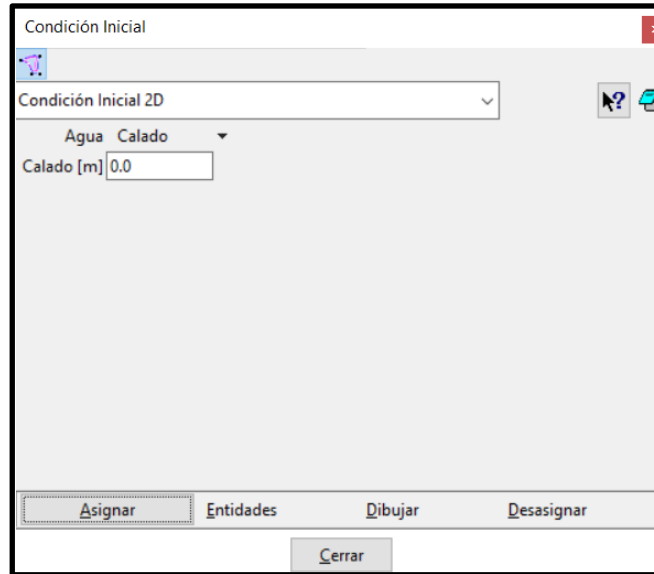 Condición Inicial
Condición Inicial 2D
Agua Calado
Calado [m] 0.0
Asignar Entidades Dibujar Desasignar
Cerrar